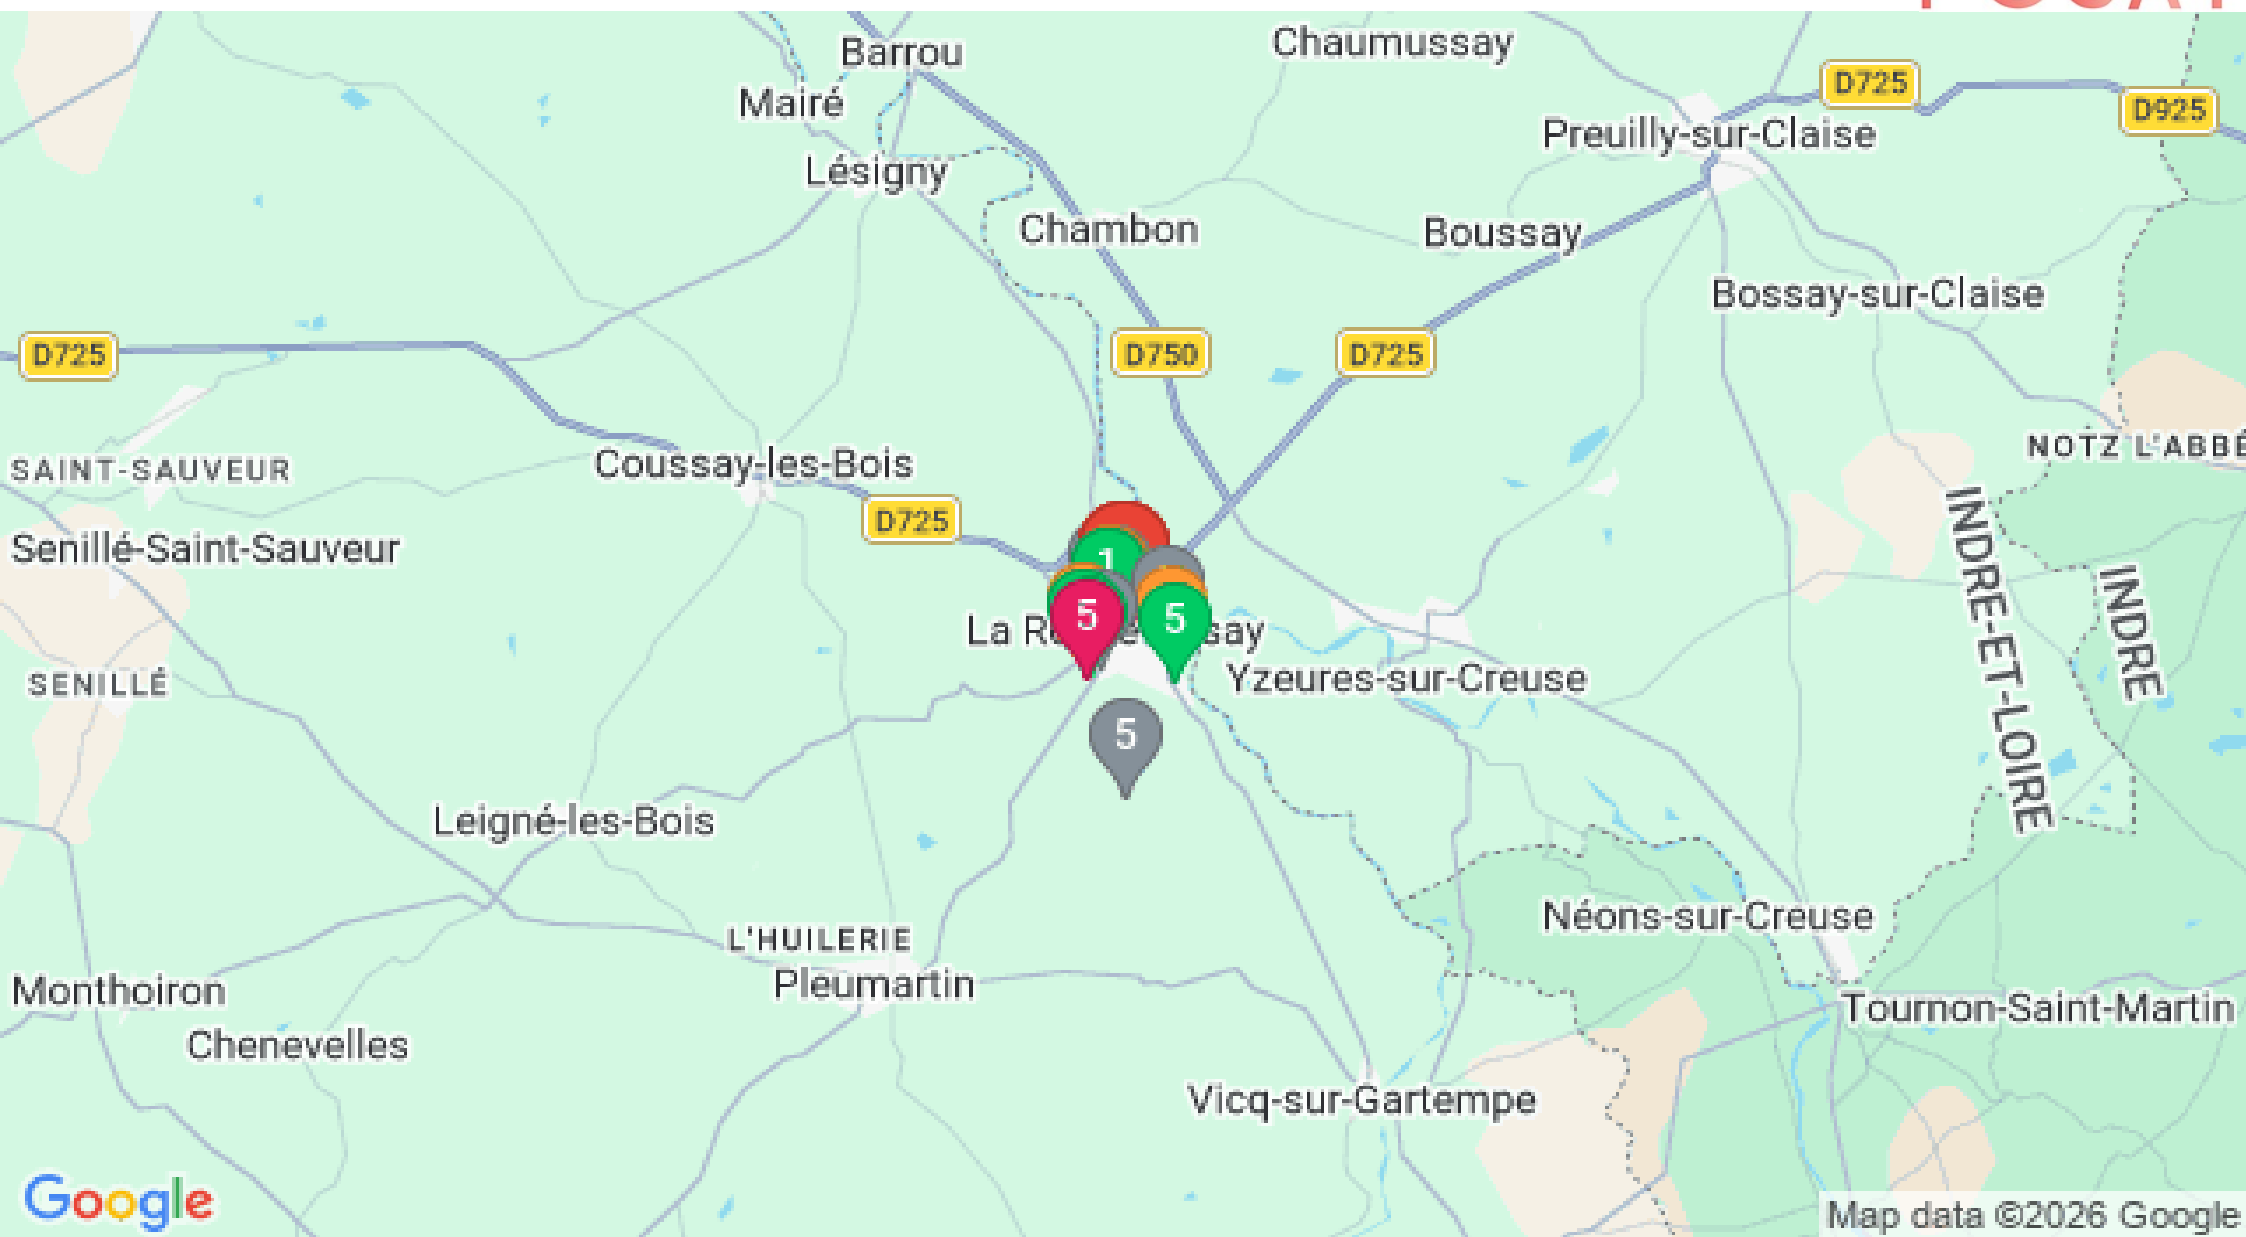 Barrou
Chaumussay
Mairé
D725
D925
Preuilly-sur-Claise
Lésigny
Chambon
Boussay
Bossay-sur-Claise
D725
D750
D725
NOTZ L'ABBÉ
SAINT-SAUVEUR
Coussay-les-Bois
D725
Senillé-Saint-Sauveur
1
5
5
La R
say
INDRE-ET-LOIRE
INDRE
SENILLÉ
Yzeures-sur-Creuse
5
Leigné-les-Bois
Néons-sur-Creuse
L'HUILERIE
Pleumartin
Monthoiron
Tournon-Saint-Martin
Chenevelles
Vicq-sur-Gartempe
Google
Map data ©2026 Google